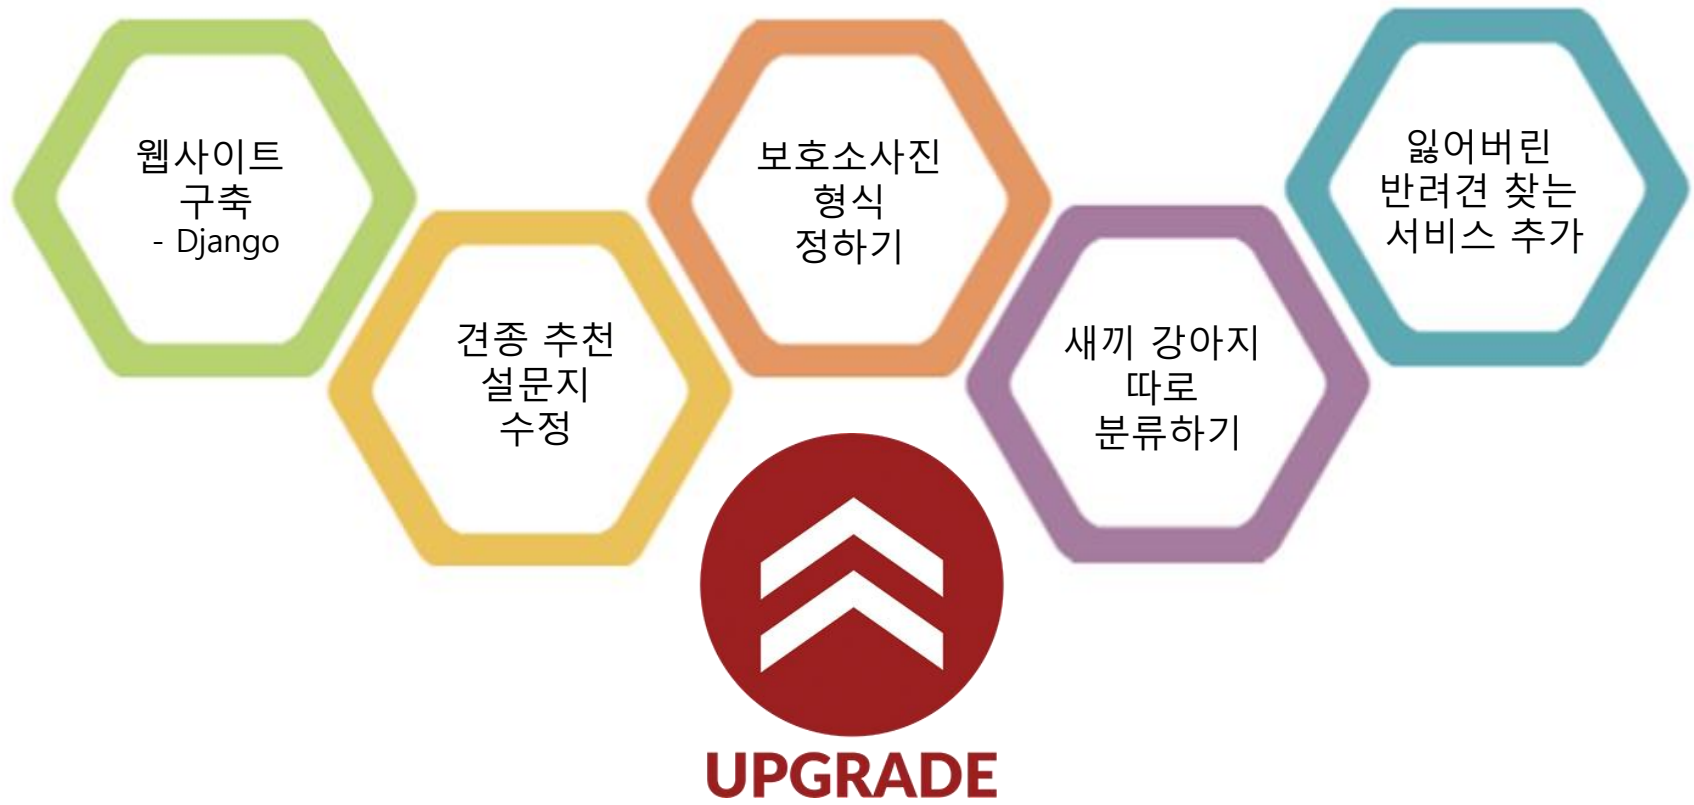 웹사이트
구축
- Django
견종 추천
설문지
수정
보호소사진
형식
정하기
새끼 강아지
따로
분류하기
잃어버린
반려견 찾는
서비스 추가
UPGRADE